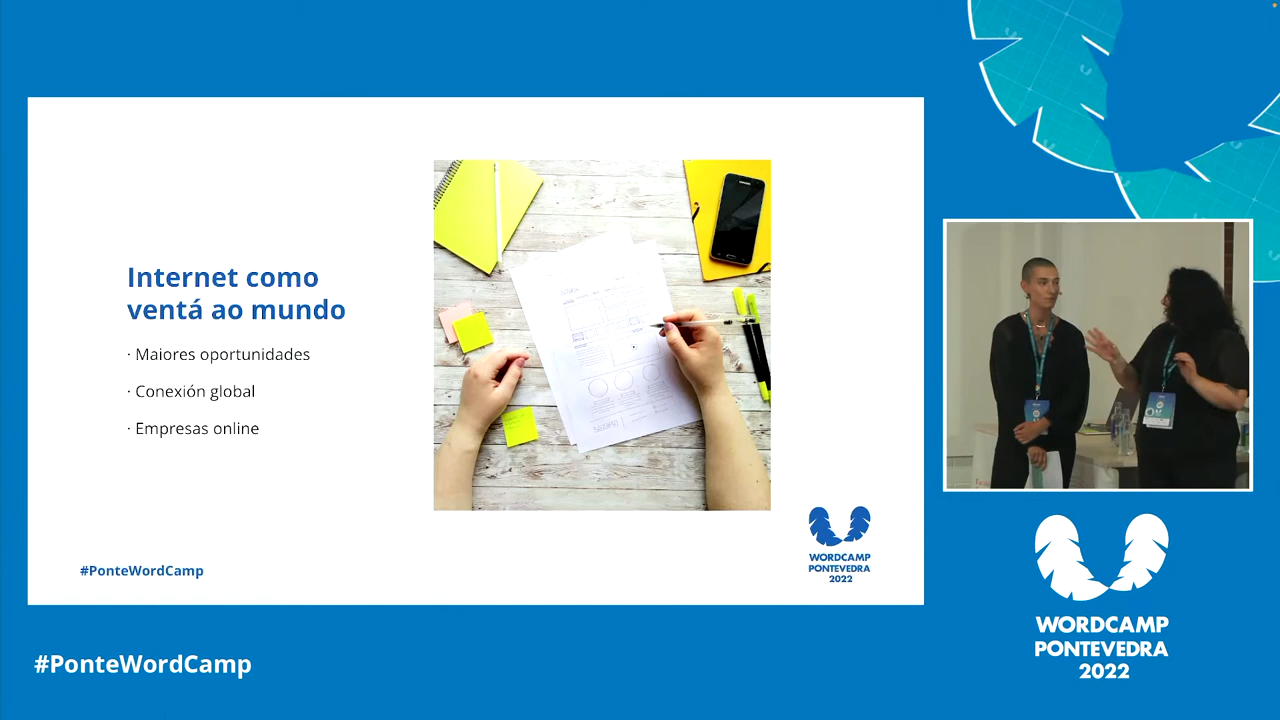 Internet como
ventá ao mundo
· Maiores oportunidades
· Conexión global
· Empresas online
#PonteWordCamp
WORDCAMP
PONTEVEDRA
2022
#PonteWordCamp
WORDCAMP
PONTEVEDRA
2022